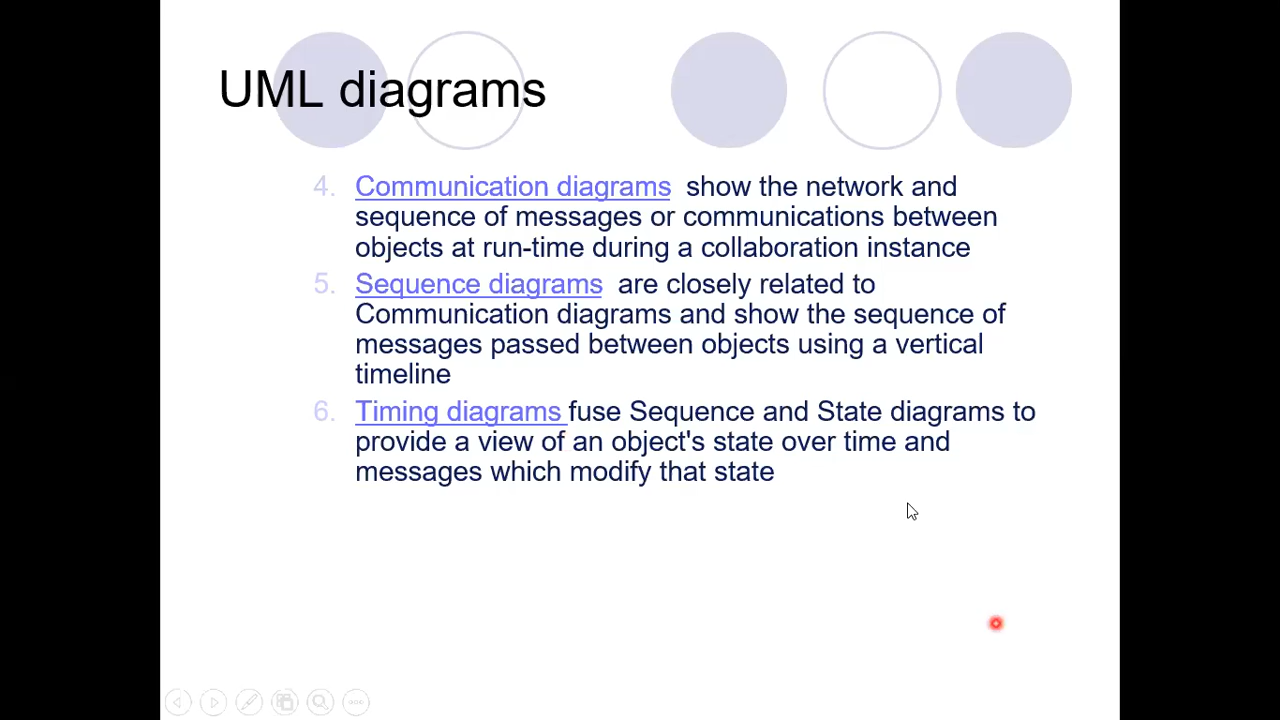 UML diagrams
4. Communication diagrams show the network and
sequence of messages or communications between
objects at run-time during a collaboration instance
5. Sequence diagrams are closely related to
Communication diagrams and show the sequence of
messages passed between objects using a vertical
timeline
6. Timing diagrams fuse Sequence and State diagrams to
provide a view of an object's state over time and
messages which modify that state